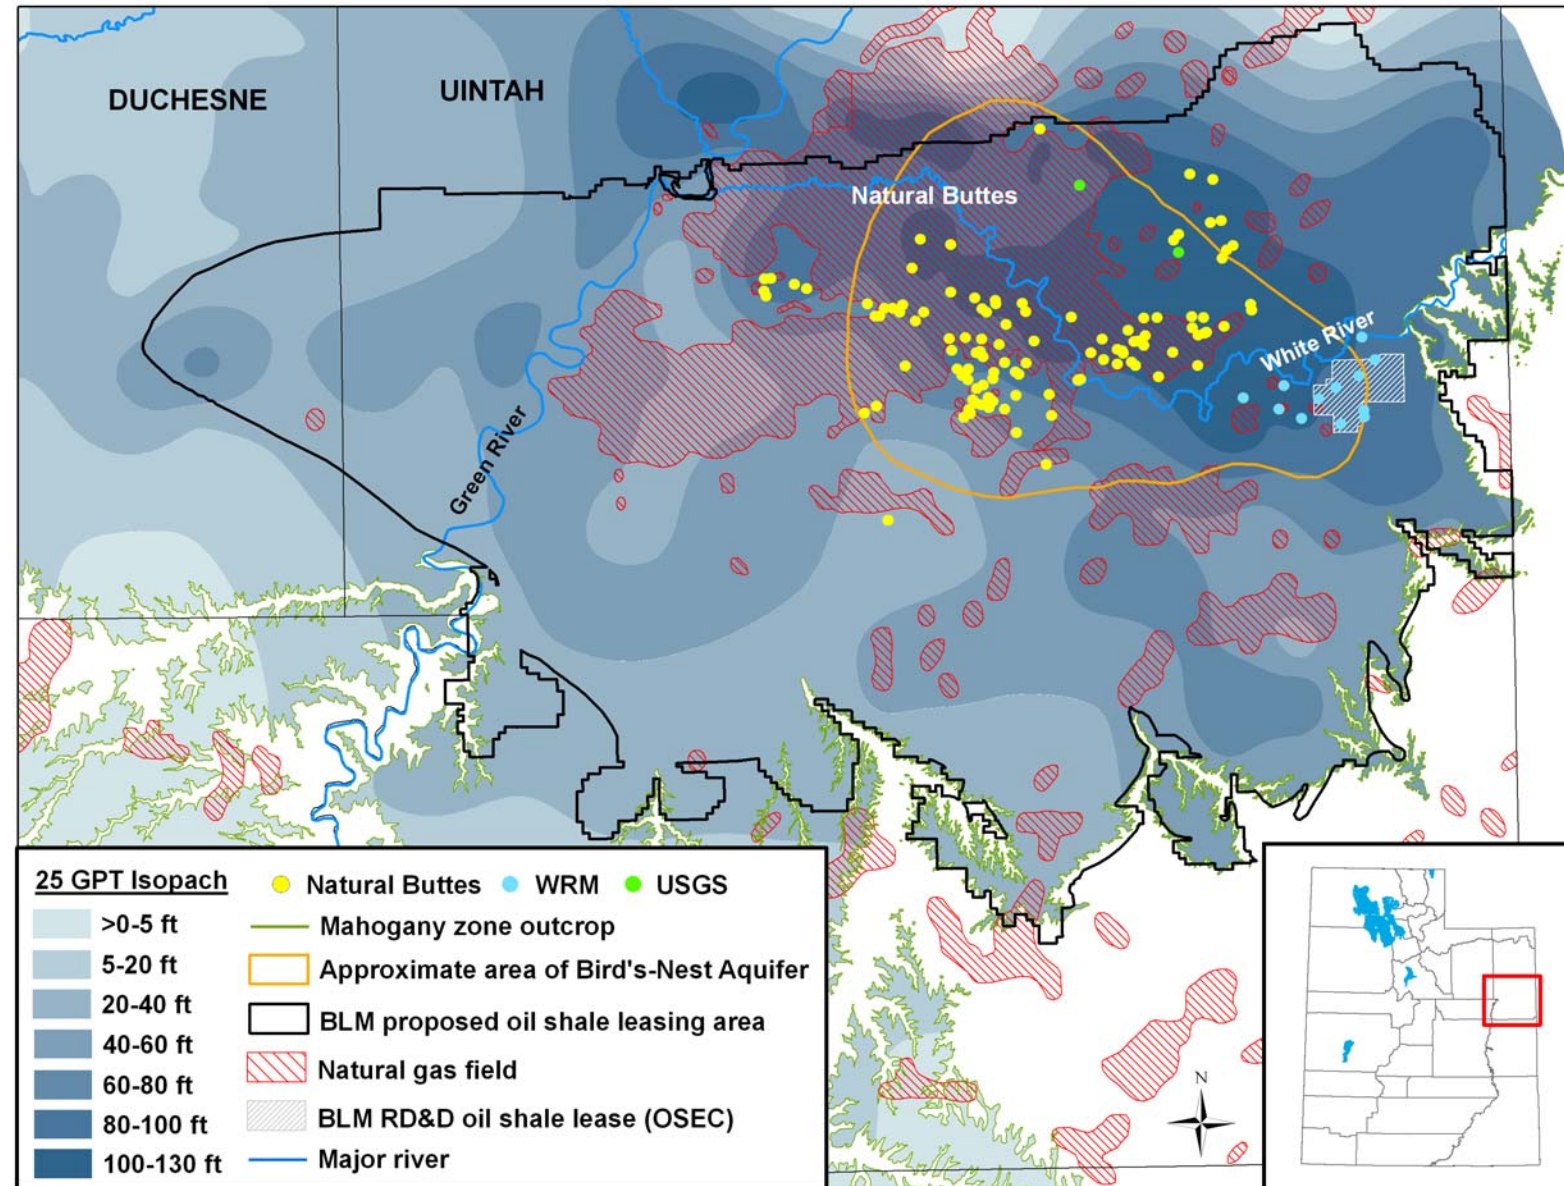 DUCHESNE
UINTAH
Natural Buttes
White River
Green River
25 GPT Isopach
>0-5 ft
5-20 ft
20-40 ft
40-60 ft
60-80 ft
80-100 ft
100-130 ft
Natural Buttes WRM USGS
Mahogany zone outcrop
Approximate area of Bird's-Nest Aquifer
BLM proposed oil shale leasing area
Natural gas field
BLM RD&D oil shale lease (OSEC)
Major river
N